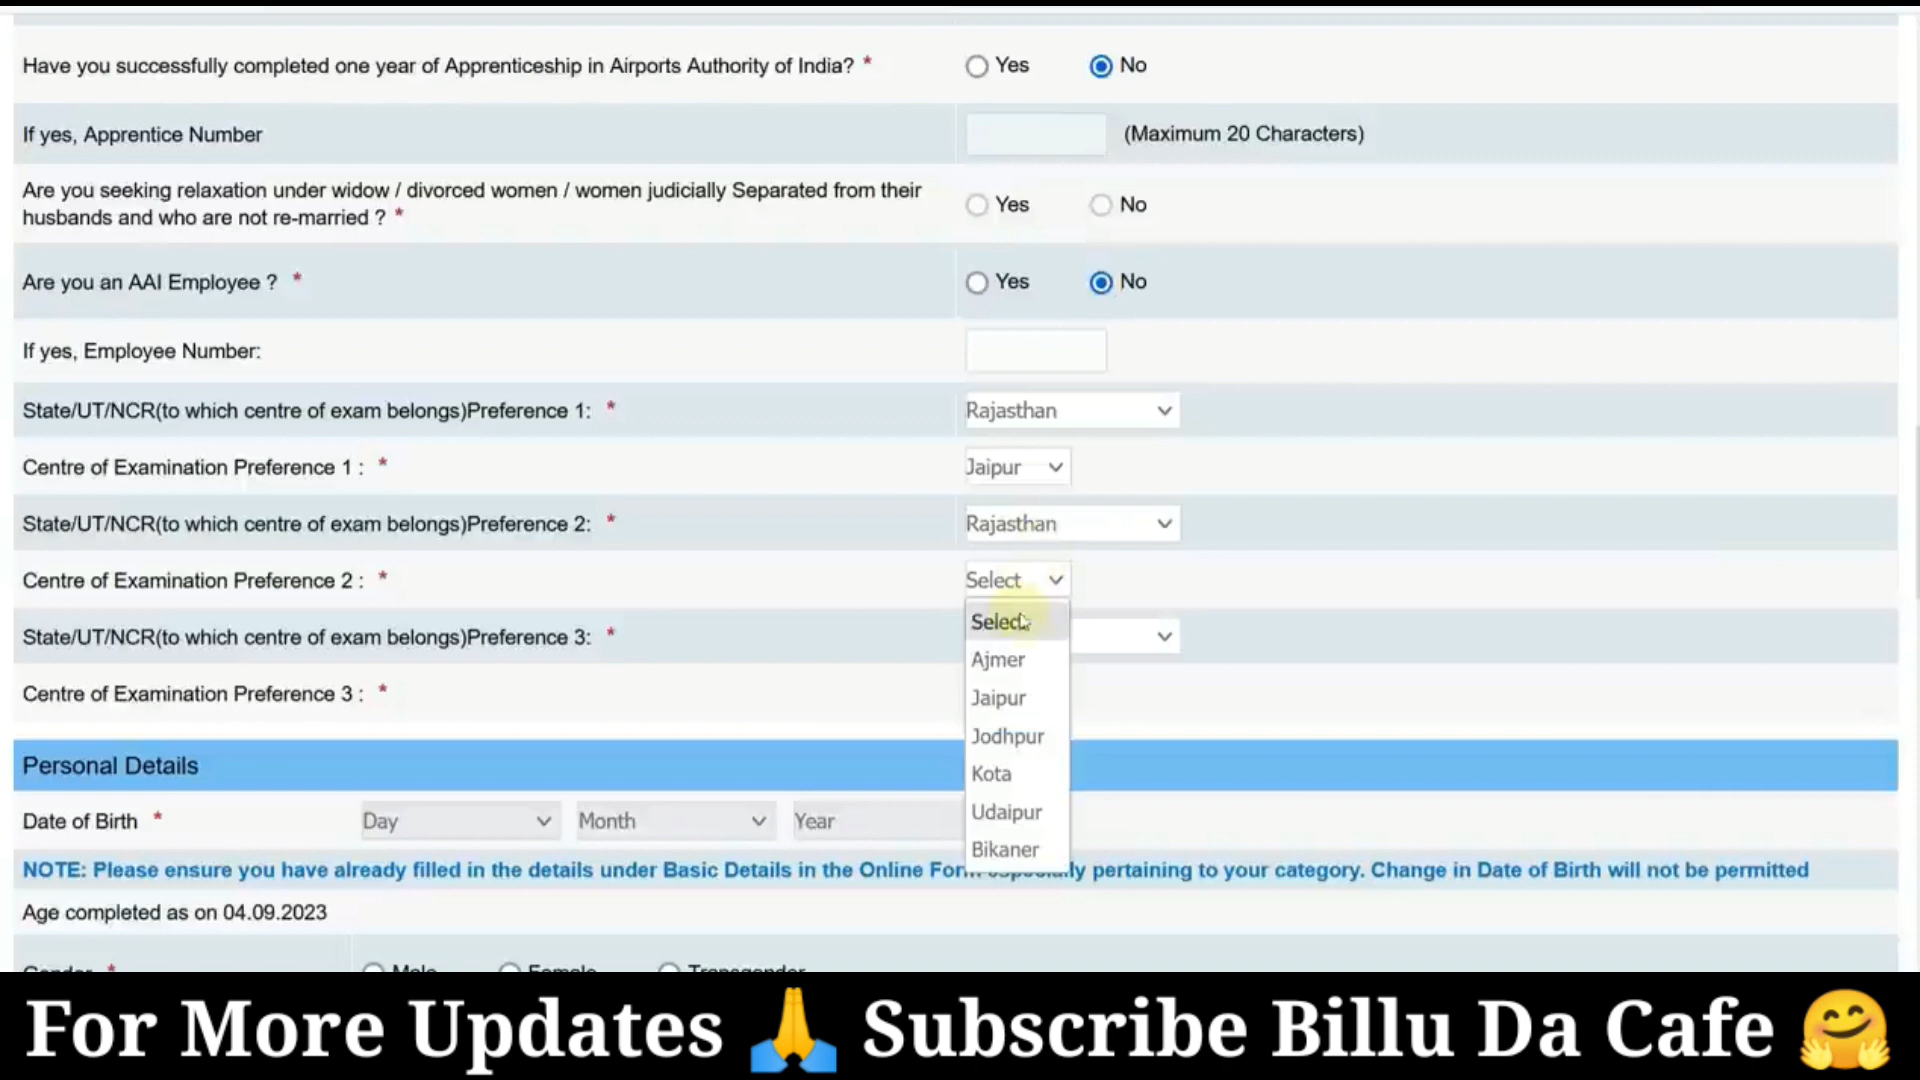 Have you successfully completed one year of Apprenticeship in Airports Authority of India? *
Yes No
If yes, Apprentice Number
(Maximum 20 Characters)
Are you seeking relaxation under widow / divorced women / women judicially Separated from their
husbands and who are not re-married ? *
Yes No
Are you an AAI Employee ? *
Yes No
If yes, Employee Number:
State/UT/NCR(to which centre of exam belongs)Preference 1: *
Rajasthan
Centre of Examination Preference 1 : *
Jaipur
State/UT/NCR(to which centre of exam belongs)Preference 2: *
Rajasthan
Centre of Examination Preference 2 : *
Select
Select
Ajmer
Jaipur
Jodhpur
Kota
Udaipur
Bikaner
State/UT/NCR(to which centre of exam belongs)Preference 3: *
Centre of Examination Preference 3 : *
Personal Details
Date of Birth *
Day Month Year
NOTE: Please ensure you have already filled in the details under Basic Details in the Online pertaining to your category. Change in Date of Birth will not be permitted
Age completed as on 04.09.2023
Gender * Male Female Transgender
For More Updates 🙏 Subscribe Billu Da Cafe 🤗